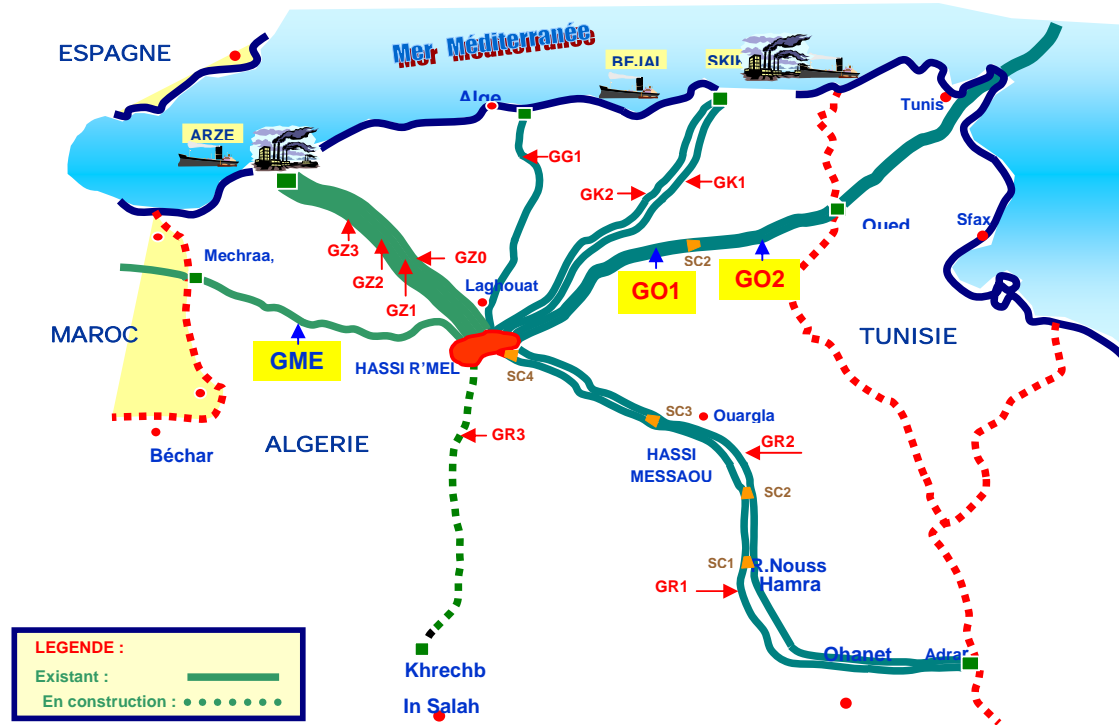 Mer Méditerranée
ESPAGNE
BEJAI
SKIK
Alge
Tunis
ARZE
GG1
GK2
GK1
Oued
Sfax
Mechraa,
GZ3
GZ0
GZ2
GZ1
Laghouat
SC2
GO1
GO2
MAROC
TUNISIE
GME
HASSI R'MEL
SC4
SC3
Ouargla
ALGERIE
GR3
GR2
Béchar
HASSI
MESSAOU
SC2
SC1
R.Nouss
Hamra
GR1
LEGENDE :
Existant :
En construction :
Ohanet
Adrar
Khrechb
In Salah